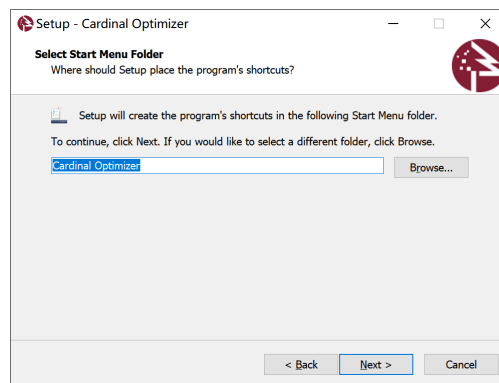 Setup - Cardinal Optimizer
Select Start Menu Folder
Where should Setup place the program's shortcuts?
Setup will create the program's shortcuts in the following Start Menu folder.
To continue, click Next. If you would like to select a different folder, click Browse.
Cardinal Optimizer
Browse...
< Back
Next >
Cancel